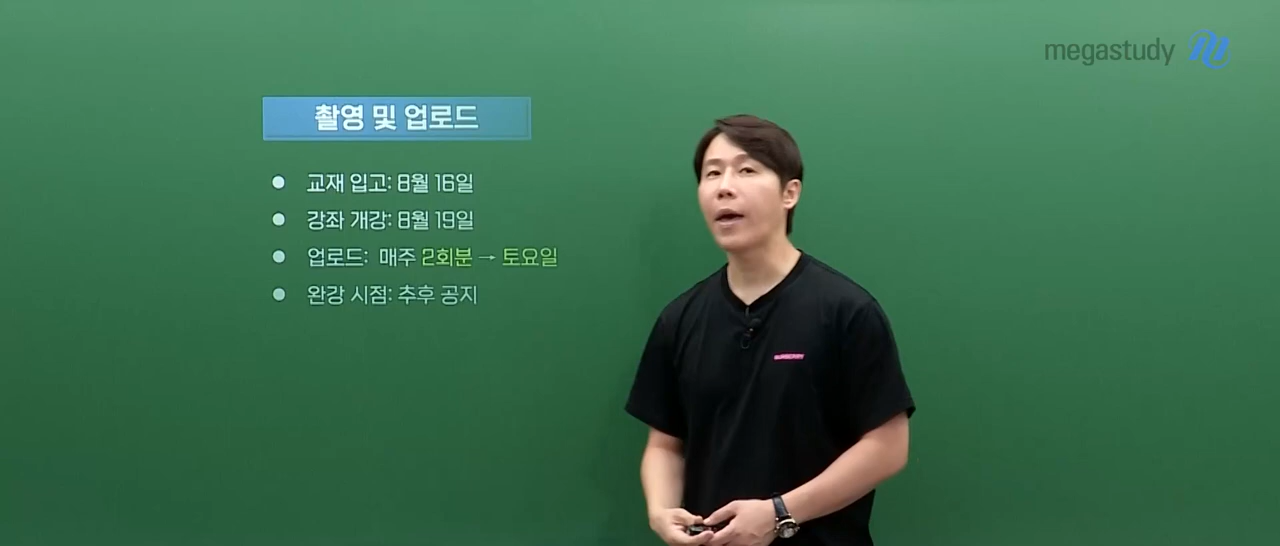 megastudy
촬영 및 업로드
교재 입고: 8월 16일
강좌 개강: 8월 19일
업로드: 매주 2회분 → 토요일
완강 시점: 추후 공지